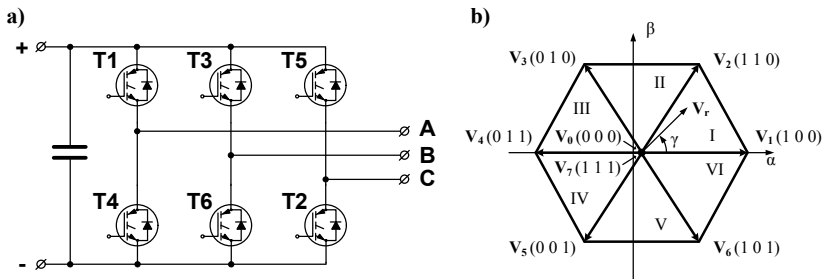 a)
+
T1
T3
T5
A
B
C
T4
T6
T2
-
b)
β
V3 (0 1 0)
V2 (1 1 0)
II
III
Vr
V4 (0 1 1)
V0 (0 0 0)
γ
I
V1 (1 0 0)
V7 (1 1 1)
VI
α
IV
V
V5 (0 0 1)
V6 (1 0 1)